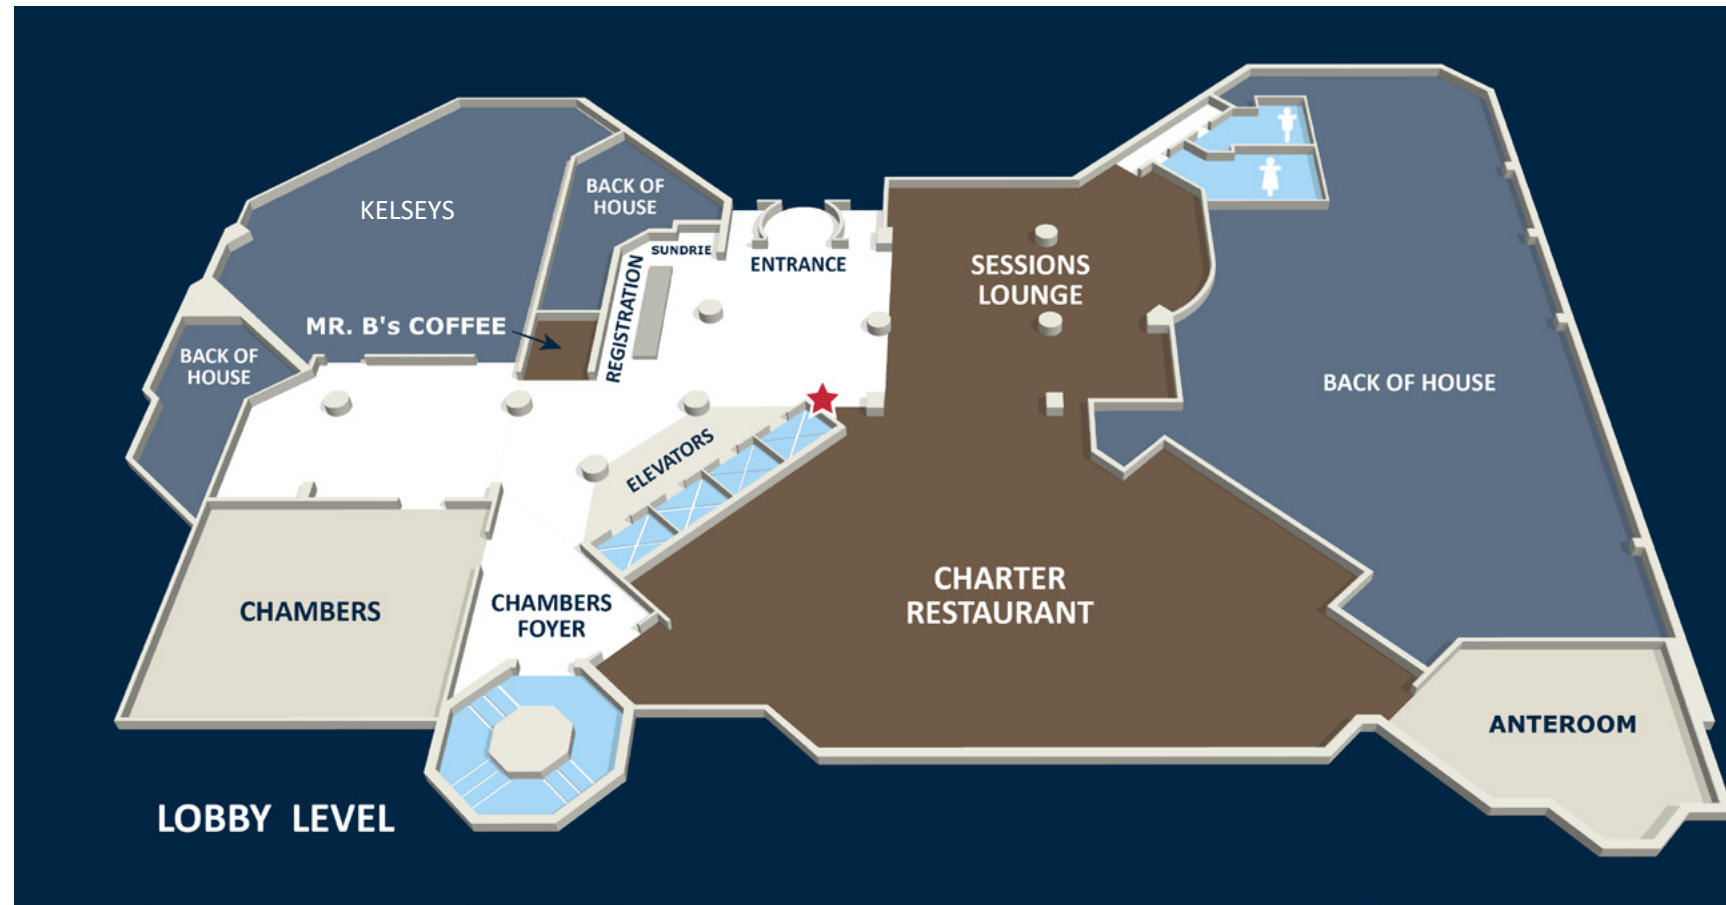 KELSEYS
BACK OF
HOUSE
SUNDRIE
ENTRANCE
REGISTRATION
SESSIONS
LOUNGE
MR. B's COFFEE
BACK OF
HOUSE
BACK OF HOUSE
ELEVATORS
CHARTER
RESTAURANT
CHAMBERS
CHAMBERS
FOYER
ANTEROOM
LOBBY LEVEL